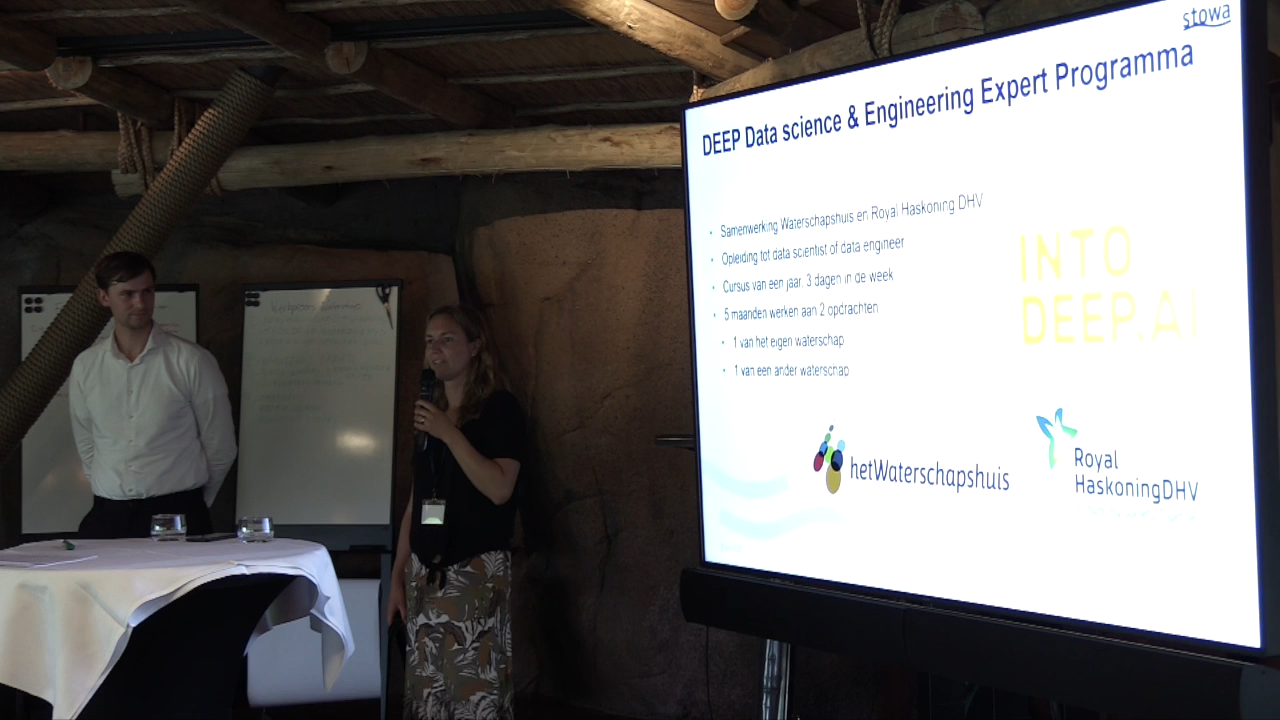 stowa
DEEP Data science & Engineering Expert Programma
Samenwerking Waterschapshuis en Royal Haskoning DHV
Opleiding tot data scientist of data engineer
Cursus van een jaar, 3 dagen in de week
5 maanden werken aan 2 opdrachten
1 van het eigen waterschap
1 van een ander waterschap
INTO
DEEP.AI
hetWaterschapshuis
Royal
HaskoningDHV